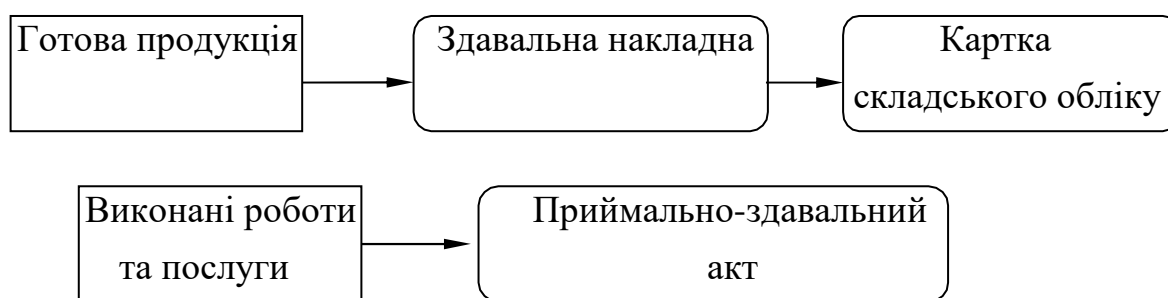 Готова продукція
Здавальна накладна
Картка
складського обліку
Виконані роботи
та послуги
Приймально-здавальний
акт